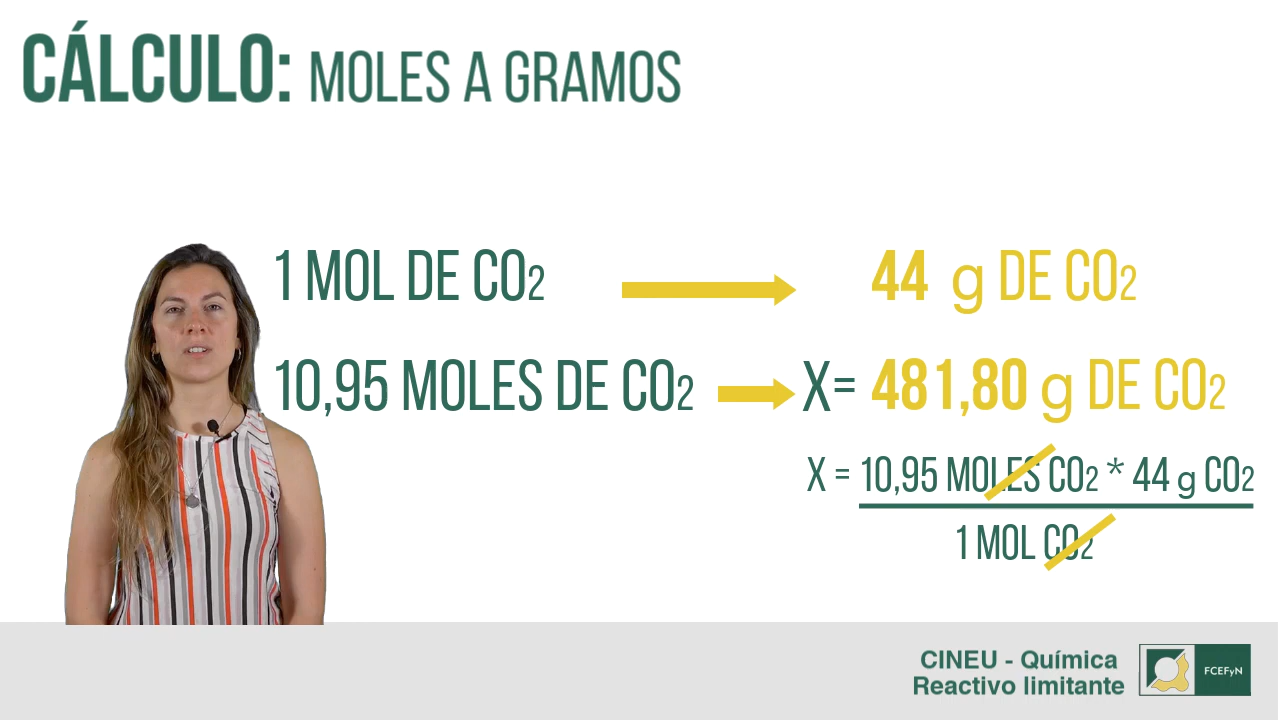 CÁLCULO: MOLES A GRAMOS
1 MOL DE CO2 44 g DE CO2
10,95 MOLES DE CO2 X= 481,80 g DE CO2
X = 10,95 MOLES CO2 * 44 g CO2
1 MOL CO2
CINEU - Química
Reactivo limitante
FCEFyN